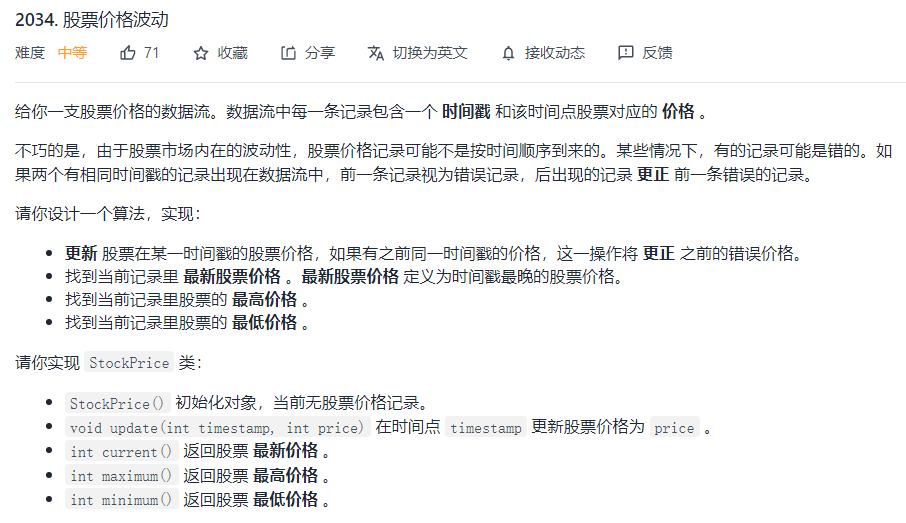 2034. 股票价格波动
难度 中等 71 收藏 分享 切换为英文 接收动态 反馈
给你一支股票价格的数据流。数据流中每一条记录包含一个 时间戳 和该时间点股票对应的 价格 。
不巧的是，由于股票市场内在的波动性，股票价格记录可能不是按时间顺序到来的。某些情况下，有的记录可能是错的。如
果两个有相同时间戳的记录出现在数据流中，前一条记录视为错误记录，后出现的记录 更正 前一条错误的记录。
请你设计一个算法，实现：
• 更新 股票在某一时间戳的股票价格，如果有之前同一时间戳的价格，这一操作将 更正 之前的错误价格。
• 找到当前记录里 最新股票价格 。最新股票价格 定义为时间戳最晚的股票价格。
• 找到当前记录里股票的 最高价格 。
• 找到当前记录里股票的 最低价格 。
请你实现 StockPrice 类：
• StockPrice() 初始化对象，当前无股票价格记录。
• void update(int timestamp, int price) 在时间点 timestamp 更新股票价格为 price 。
• int current() 返回股票 最新价格 。
• int maximum() 返回股票 最高价格 。
• int minimum() 返回股票 最低价格 。